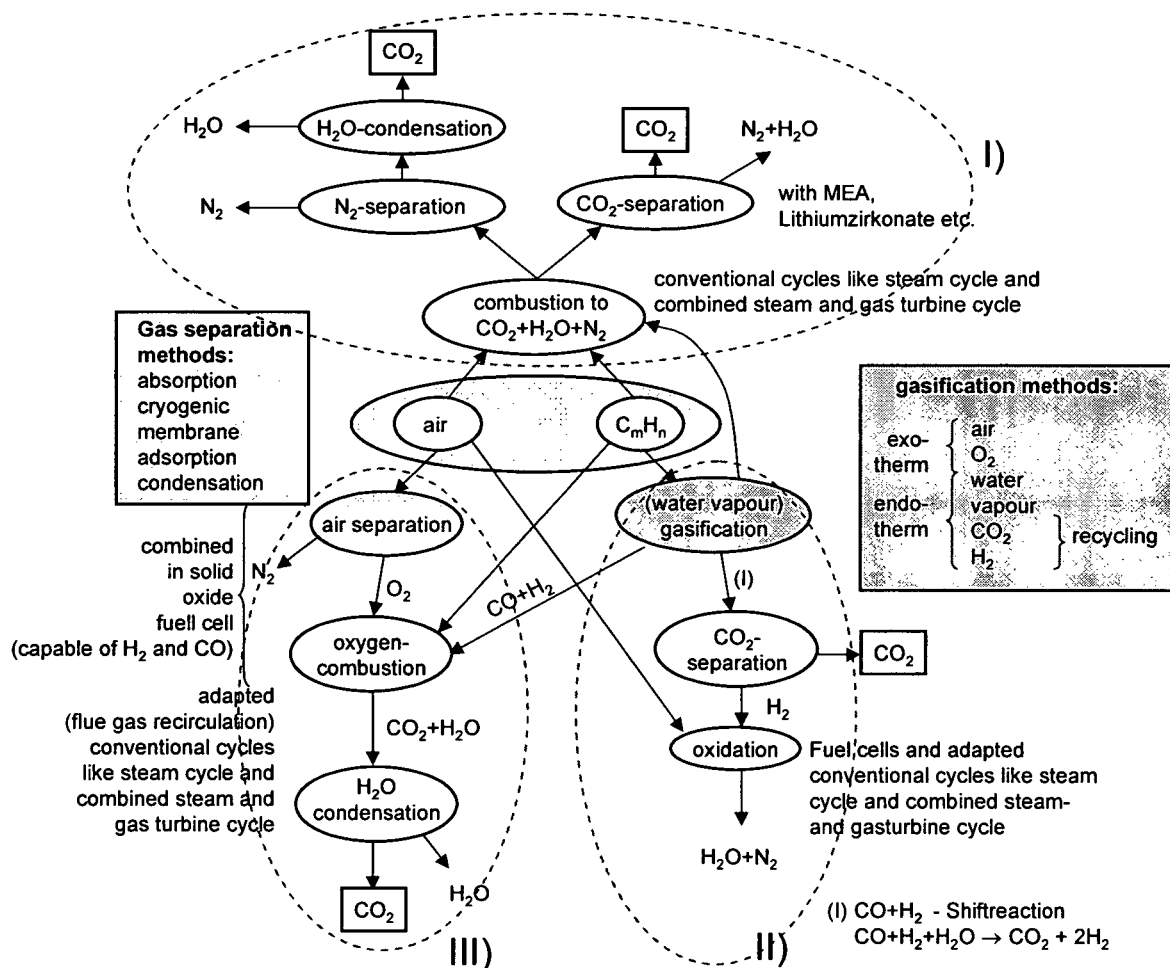 CO₂
H₂O
H₂O-condensation
CO₂
N₂+H₂O
I)
N₂
N₂-separation
CO₂-separation
with MEA,
Lithiumzirkonate etc.
combustion to
CO₂+H₂O+N₂
conventional cycles like steam cycle and
combined steam and gas turbine cycle
Gas separation
methods:
absorption
cryogenic
membrane
adsorption
condensation
air
CₘHₙ
gasification methods:
exo-
therm
air
O₂
endo-
therm
water
vapour
CO₂
H₂
recycling
air separation
(water vapour)
gasification
N₂
O₂
CO+H₂
(I)
combined
in solid
oxide
fuell cell
(capable of H₂ and CO)
oxygen-
combustion
CO₂-
separation
CO₂
adapted
(flue gas recirculation)
conventional cycles
like steam cycle and
combined steam and
gas turbine cycle
CO₂+H₂O
H₂
oxidation
Fuel cells and adapted
conventional cycles like steam
cycle and combined steam-
and gasturbine cycle
H₂O
condensation
H₂O+N₂
H₂O
CO₂
III)
II)
(I) CO+H₂ - Shiftreaction
CO+H₂+H₂O → CO₂ + 2H₂